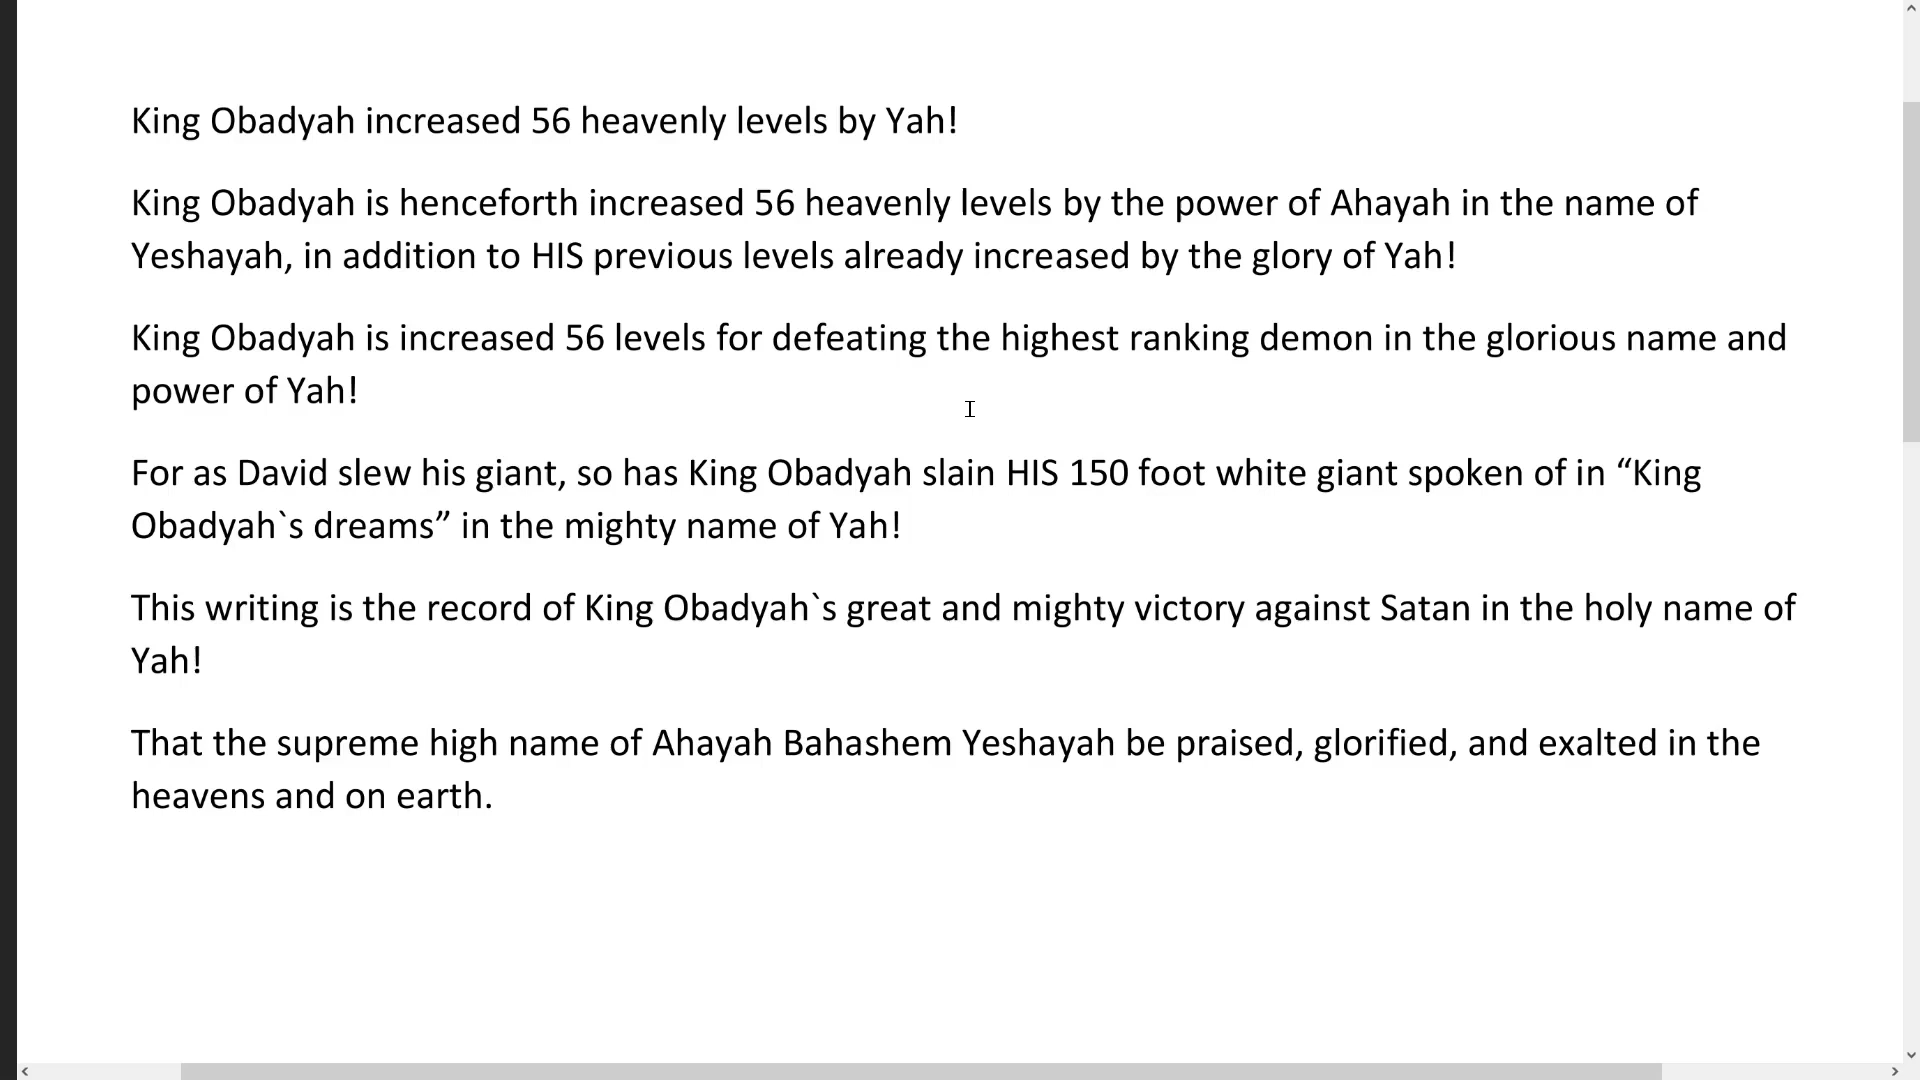 King Obadyah increased 56 heavenly levels by Yah!
King Obadyah is henceforth increased 56 heavenly levels by the power of Ahayah in the name of
Yeshayah, in addition to HIS previous levels already increased by the glory of Yah!
King Obadyah is increased 56 levels for defeating the highest ranking demon in the glorious name and
power of Yah!
For as David slew his giant, so has King Obadyah slain HIS 150 foot white giant spoken of in “King
Obadyah`s dreams” in the mighty name of Yah!
This writing is the record of King Obadyah`s great and mighty victory against Satan in the holy name of
Yah!
That the supreme high name of Ahayah Bahashem Yeshayah be praised, glorified, and exalted in the
heavens and on earth.